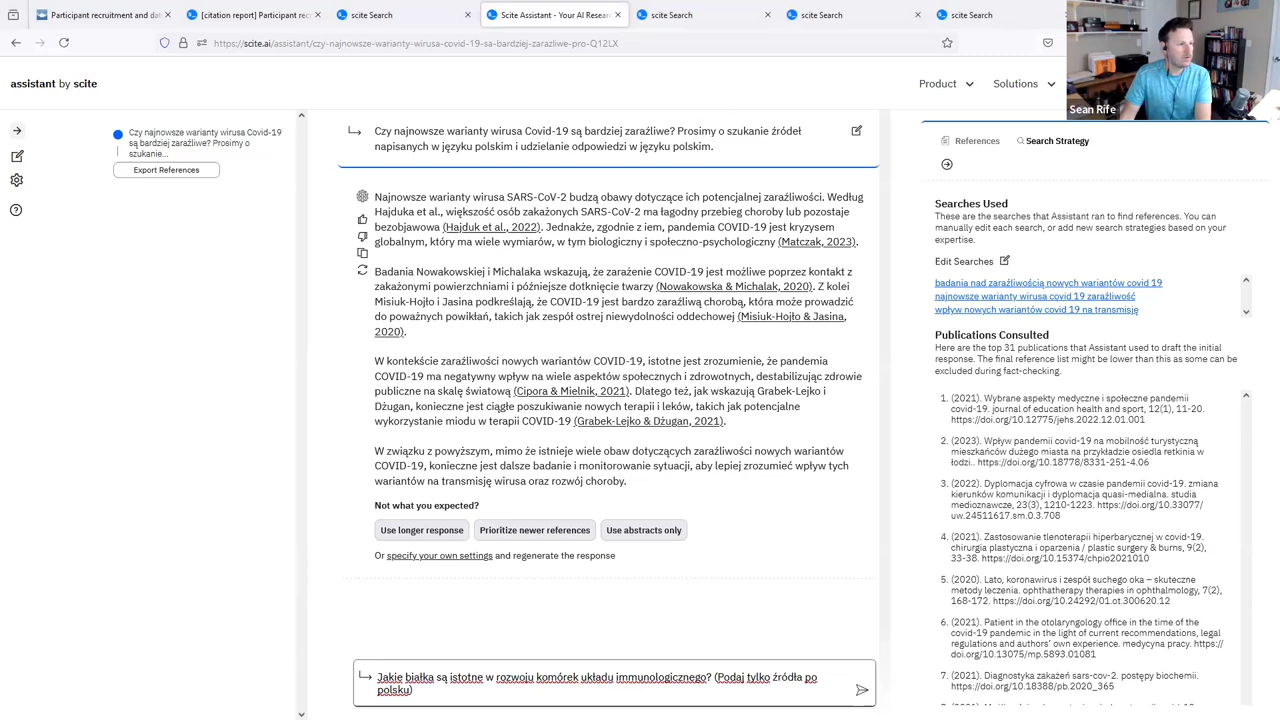 Participant recruitment and dat
[citation report] Participant rec
scite Search
Scite Assistant - Your AI Resear
scite Search
scite Search
scite Search
https://scite.ai/assistant/czy-najnowsze-warianty-wirusa-covid-19-sa-bardziej-zarazliwe-pro-Q12LX
assistant by scite
Product
Solutions
Sean Rife
Czy najnowsze warianty wirusa Covid-19
są bardziej zaraźliwe? Prosimy o
szukanie...
Export References
Czy najnowsze warianty wirusa Covid-19 są bardziej zaraźliwe? Prosimy o szukanie źródeł
napisanych w języku polskim i udzielanie odpowiedzi w języku polskim.
Najnowsze warianty wirusa SARS-CoV-2 budzą obawy dotyczące ich potencjalnej zaraźliwości. Według
Hajduka et al., większość osób zakażonych SARS-CoV-2 ma łagodny przebieg choroby lub pozostaje
bezobjawowa (Hajduk et al., 2022). Jednakże, zgodnie z iem, pandemia COVID-19 jest kryzysem
globalnym, który ma wiele wymiarów, w tym biologiczny i społeczno-psychologiczny (Matczak, 2023).
Badania Nowakowskiej i Michalaka wskazują, że zarażenie COVID-19 jest możliwe poprzez kontakt z
zakażonymi powierzchniami i późniejsze dotknięcie twarzy (Nowakowska & Michalak, 2020). Z kolei
Misiuk-Hojło i Jasina podkreślają, że COVID-19 jest bardzo zaraźliwą chorobą, która może prowadzić
do poważnych powikłań, takich jak zespół ostrej niewydolności oddechowej (Misiuk-Hojło & Jasina,
2020).
W kontekście zaraźliwości nowych wariantów COVID-19, istotne jest zrozumienie, że pandemia
COVID-19 ma negatywny wpływ na wiele aspektów społecznych i zdrowotnych, destabilizując zdrowie
publiczne na skalę światową (Cipora & Mielnik, 2021). Dlatego też, jak wskazują Grabek-Lejko i
Dżugan, konieczne jest ciągłe poszukiwanie nowych terapii i leków, takich jak potencjalne
wykorzystanie miodu w terapii COVID-19 (Grabek-Lejko & Dżugan, 2021).
W związku z powyższym, mimo że istnieje wiele obaw dotyczących zaraźliwości nowych wariantów
COVID-19, konieczne jest dalsze badanie i monitorowanie sytuacji, aby lepiej zrozumieć wpływ tych
wariantów na transmisję wirusa oraz rozwój choroby.
Not what you expected?
Use longer response
Prioritize newer references
Use abstracts only
Or specify your own settings and regenerate the response
Jakie białka są istotne w rozwoju komórek układu immunologicznego? (Podaj tylko źródła po
polsku)
References
Search Strategy
Searches Used
These are the searches that Assistant ran to find references. You can
manually edit each search, or add new search strategies based on your
expertise.
Edit Searches
badania nad zaraźliwością nowych wariantów covid 19
najnowsze warianty wirusa covid 19 zaraźliwość
wpływ nowych wariantów covid 19 na transmisję
Publications Consulted
Here are the top 31 publications that Assistant used to draft the initial
response. The final reference list might be lower than this as some can be
excluded during fact-checking.
1. (2021). Wybrane aspekty medyczne i społeczne pandemii
covid-19. journal of education health and sport, 12(1), 11-20.
https://doi.org/10.12775/jehs.2022.12.01.001
2. (2023). Wpływ pandemii covid-19 na mobilność turystyczną
mieszkańców dużego miasta na przykładzie osiedla retkinia w
łodzi.. https://doi.org/10.18778/8331-251-4.06
3. (2022). Dyplomacja cyfrowa w czasie pandemii covid-19. zmiana
kierunków komunikacji i dyplomacja quasi-medialna. studia
medioznawcze, 23(3), 1210-1223. https://doi.org/10.33077/
uw.24511617.sm.0.3.708
4. (2021). Zastosowanie tlenoterapii hiperbarycznej w covid-19.
chirurgia plastyczna i oparzenia / plastic surgery & burns, 9(2),
33-38. https://doi.org/10.15374/chpio2021010
5. (2020). Lato, koronawirus i zespół suchego oka – skuteczne
metody leczenia. ophthatherapy therapies in ophthalmology, 7(2),
168-172. https://doi.org/10.24292/01.ot.300620.12
6. (2021). Patient in the otolaryngology office in the time of the
covid-19 pandemic in the light of current recommendations, legal
regulations and authors' own experience. medycyna pracy. https://
doi.org/10.13075/mp.5893.01081
7. (2021). Diagnostyka zakażeń sars-cov-2. postępy biochemii.
https://doi.org/10.18388/pb.2020_365